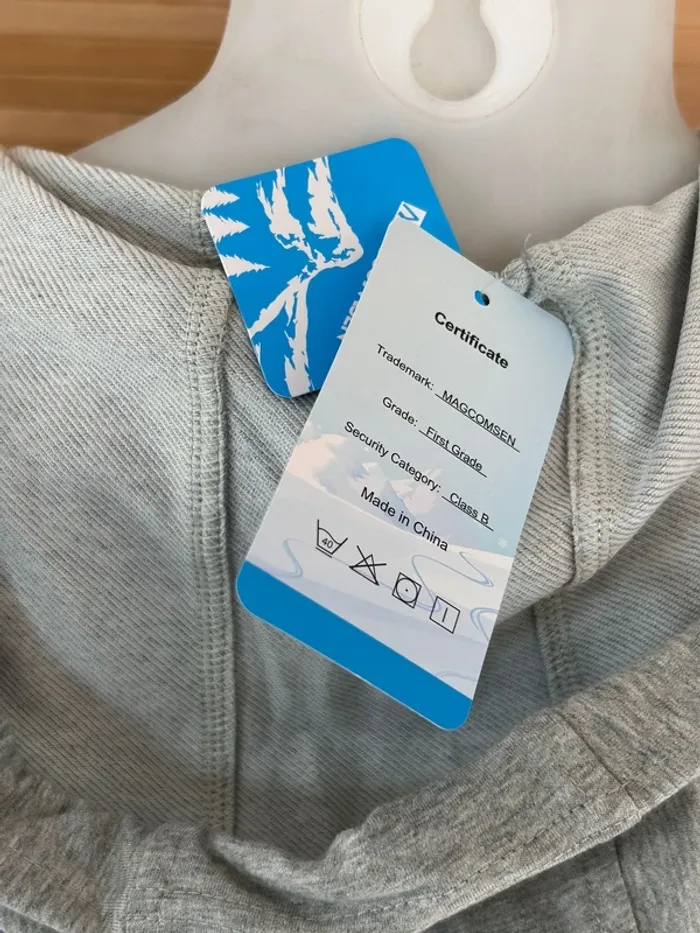 Certificate
Trademark: MAGCOMSEN
Grade: First Grade
Security Category: Class B
Made in China
40